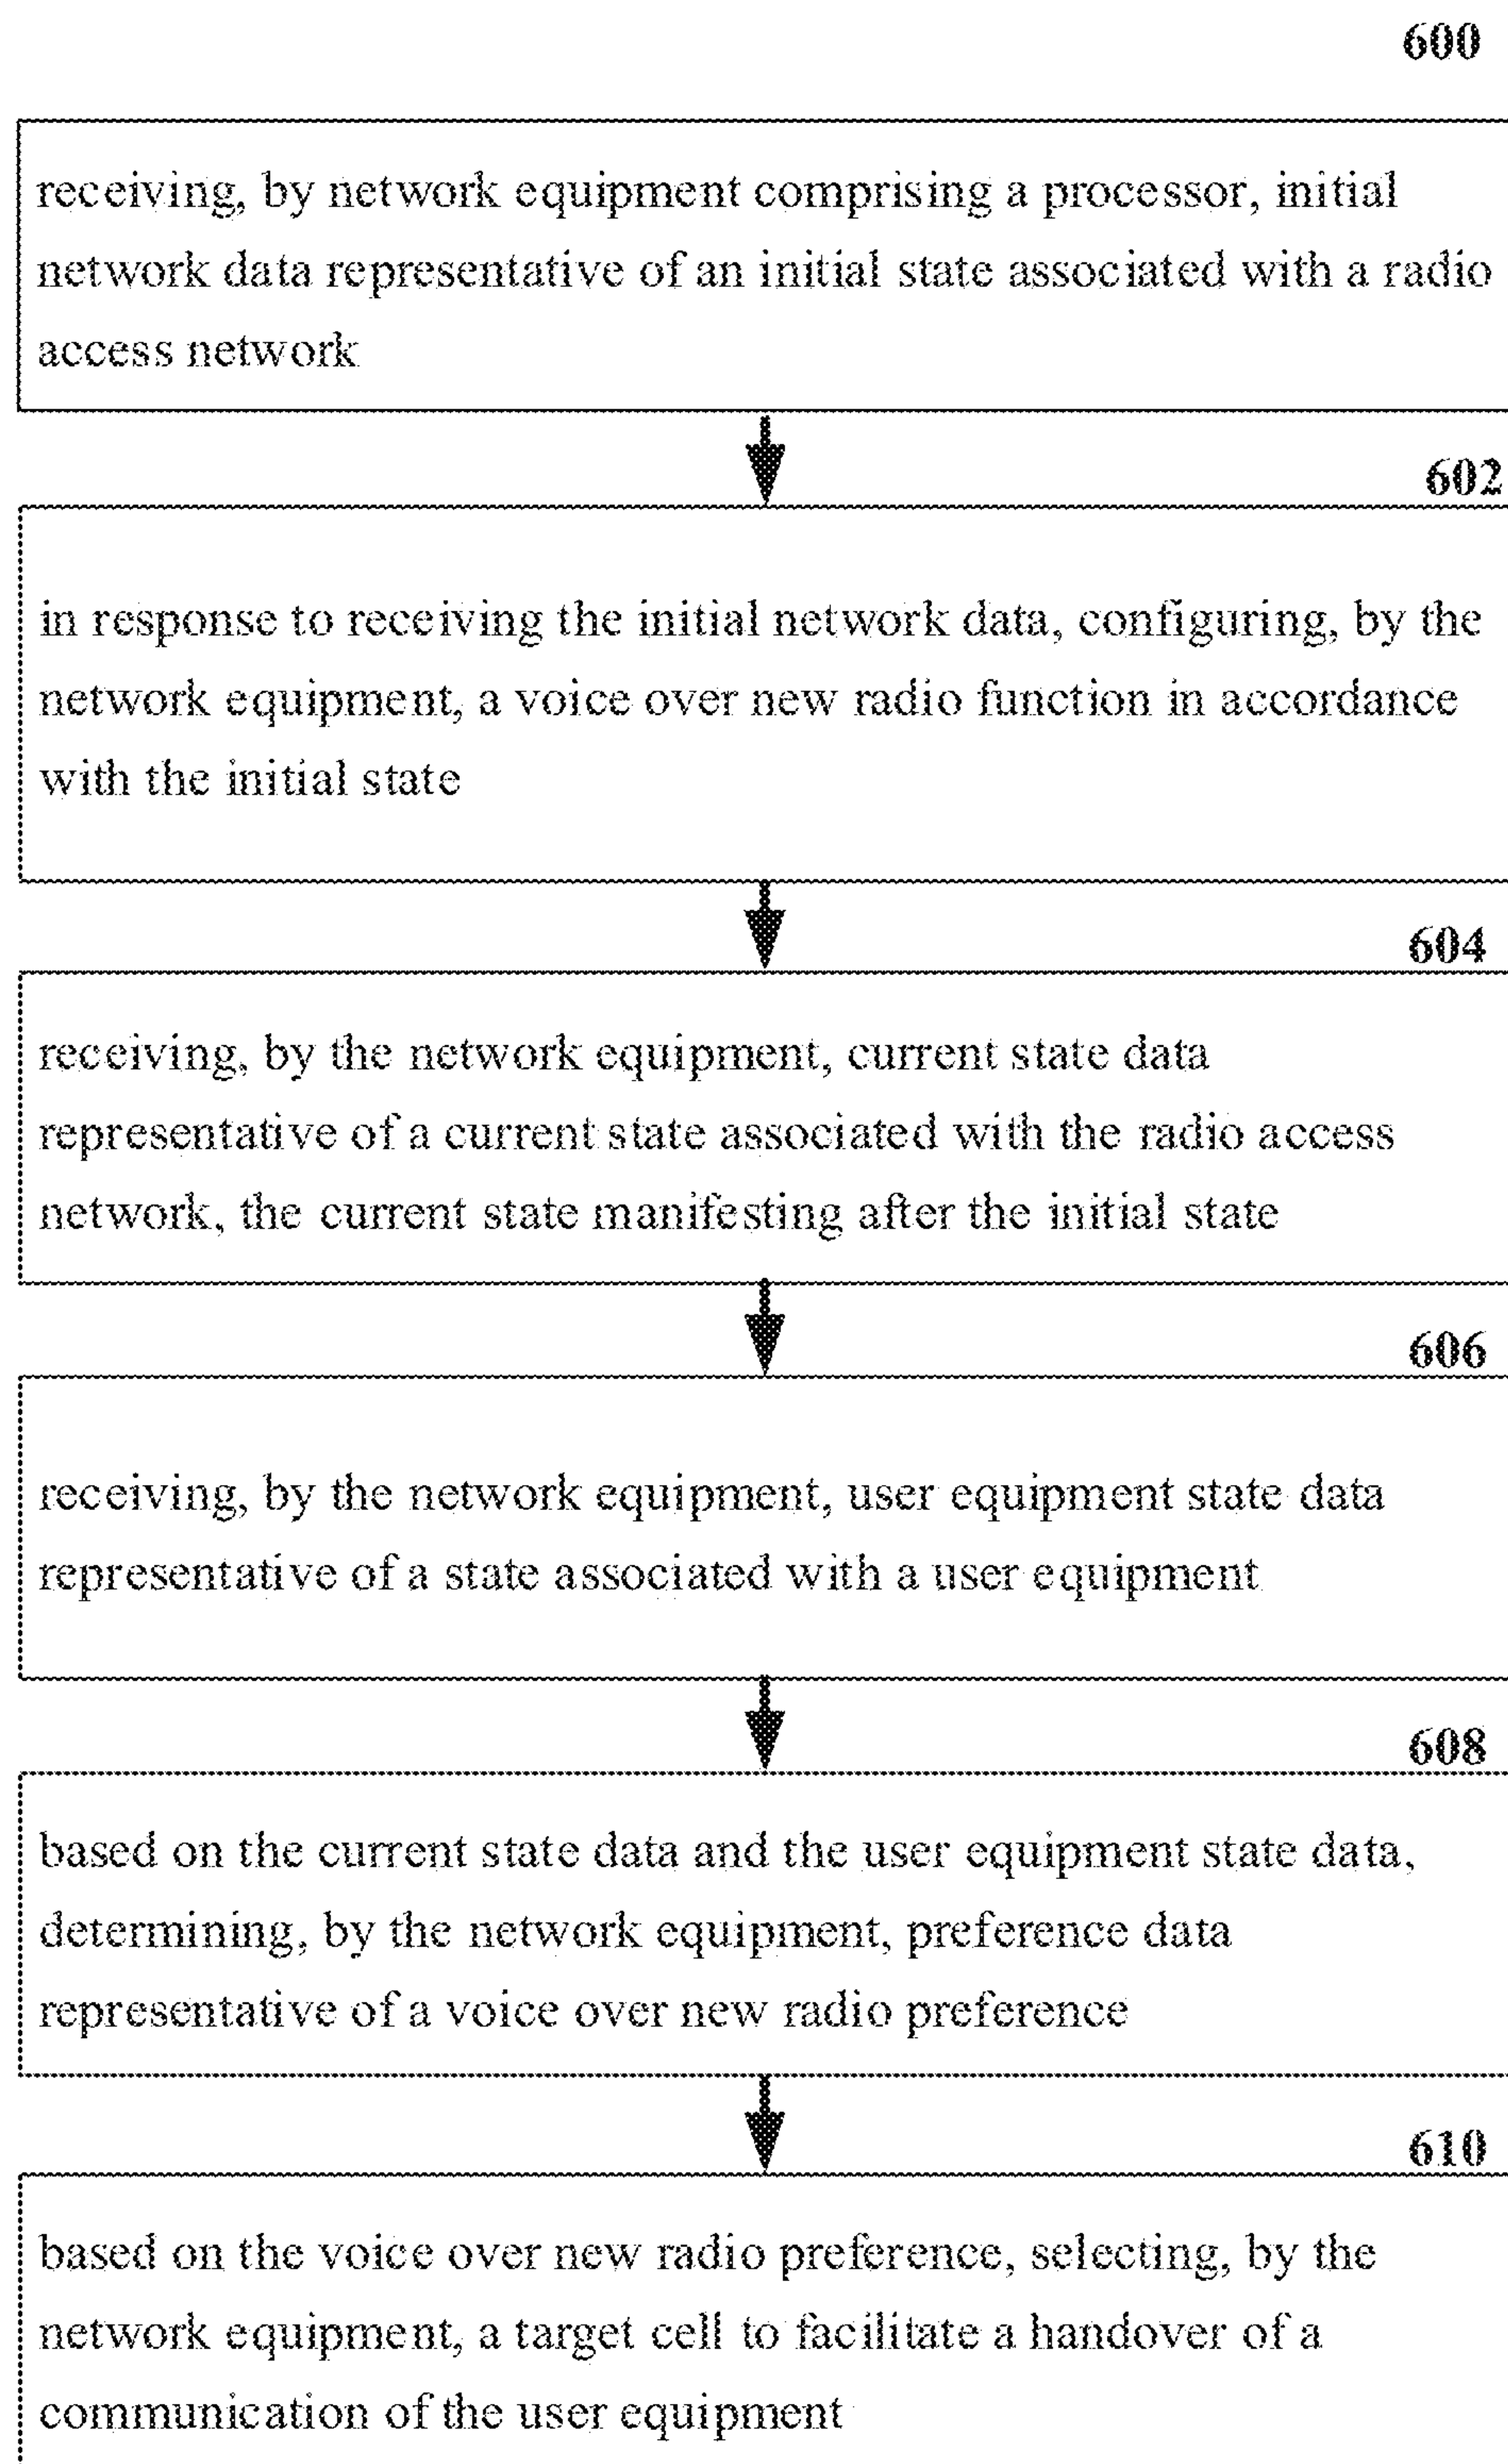 600
receiving, by network equipment comprising a processor, initial
network data representative of an initial state associated with a radio
access network
602
in response to receiving the initial network data, configuring, by the
network equipment, a voice over new radio function in accordance
with the initial state
604
receiving, by the network equipment, current state data
representative of a current state associated with the radio access
network, the current state manifesting after the initial state
606
receiving, by the network equipment, user equipment state data
representative of a state associated with a user equipment
608
based on the current state data and the user equipment state data,
determining, by the network equipment, preference data
representative of a voice over new radio preference
610
based on the voice over new radio preference, selecting, by the
network equipment, a target cell to facilitate a handover of a
communication of the user equipment